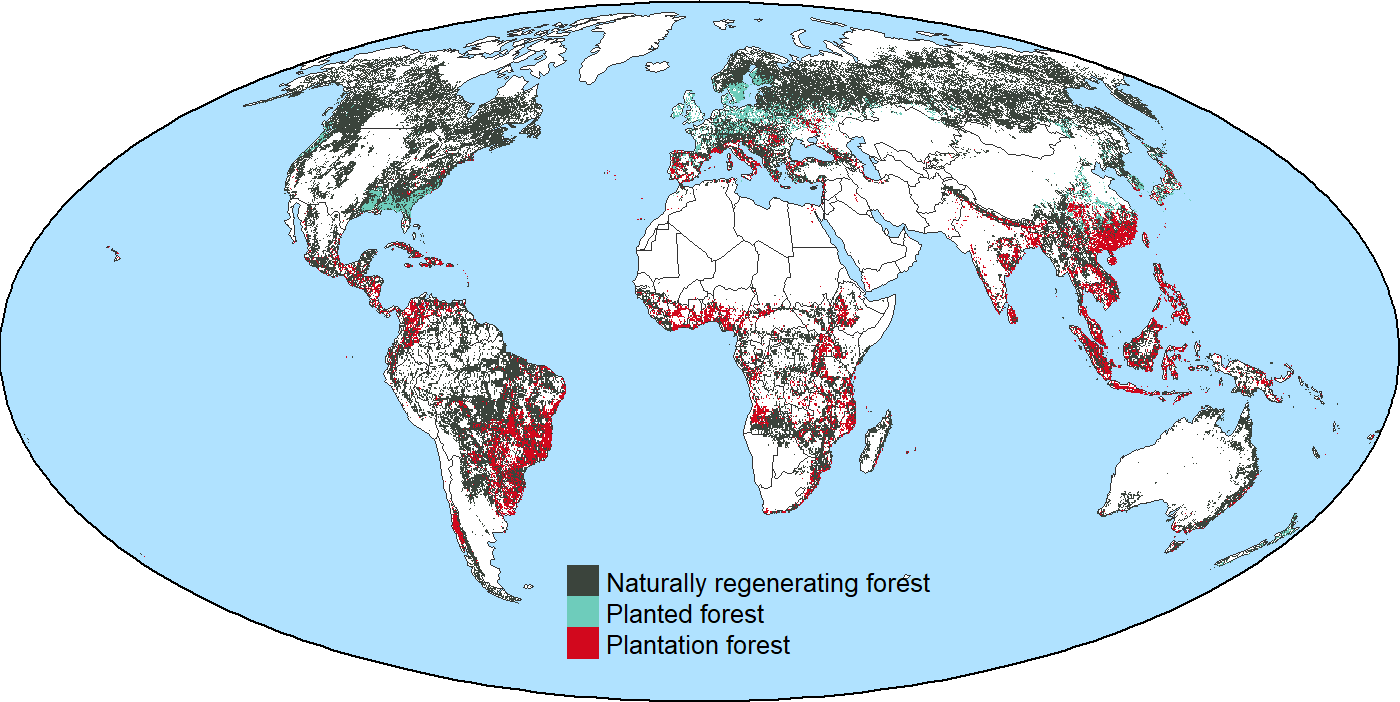 Naturally regenerating forest
Planted forest
Plantation forest